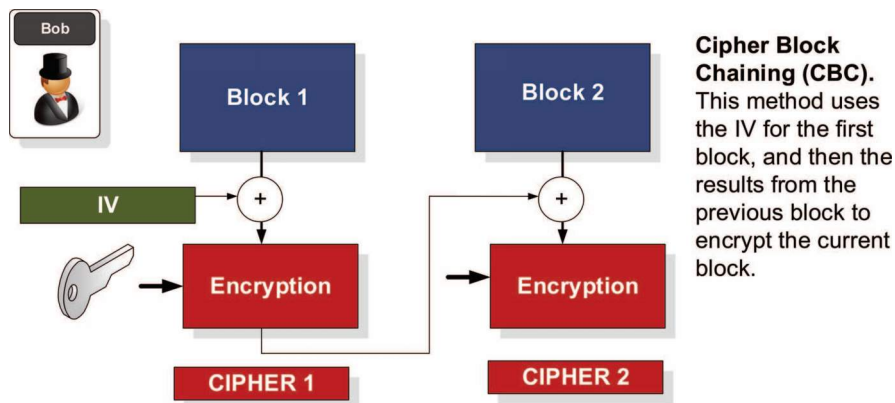 Bob
Block 1
Block 2
IV
+
+
Encryption
Encryption
CIPHER 1
CIPHER 2
Cipher Block
Chaining (CBC).
This method uses
the IV for the first
block, and then the
results from the
previous block to
encrypt the current
block.